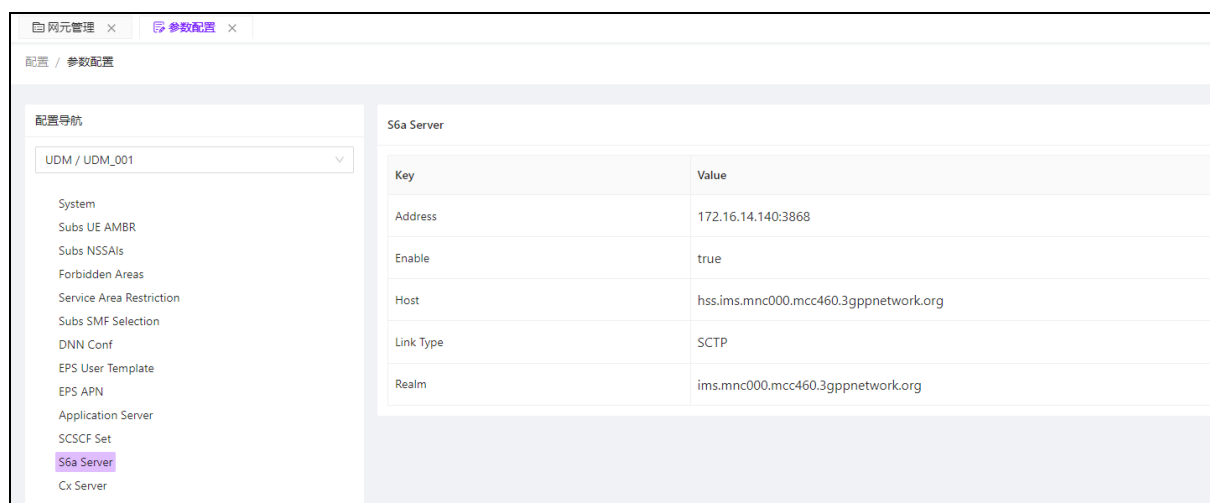 网元管理 参数配置
配置 / 参数配置
配置导航
UDM / UDM_001
System
Subs UE AMBR
Subs NSSAIs
Forbidden Areas
Service Area Restriction
Subs SMF Selection
DNN Conf
EPS User Template
EPS APN
Application Server
SCSCF Set
S6a Server
Cx Server
S6a Server
Key Value
Address 172.16.14.140:3868
Enable true
Host hss.ims.mnc000.mcc460.3gppnetwork.org
Link Type SCTP
Realm ims.mnc000.mcc460.3gppnetwork.org